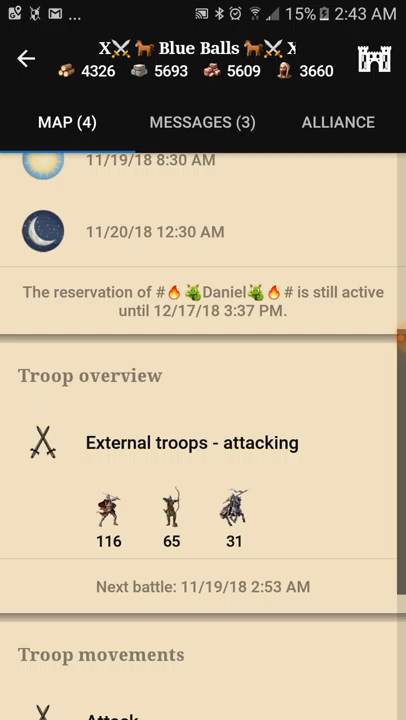 ... 15% 2:43 AM
X⚔🐎 Blue Balls 🐎⚔ X
4326 5693 5609 3660
MAP (4) MESSAGES (3) ALLIANCE
11/19/18 8:30 AM
11/20/18 12:30 AM
The reservation of #🔥🐲Daniel🐲🔥# is still active
until 12/17/18 3:37 PM.
Troop overview
External troops - attacking
116 65 31
Next battle: 11/19/18 2:53 AM
Troop movements
Attack